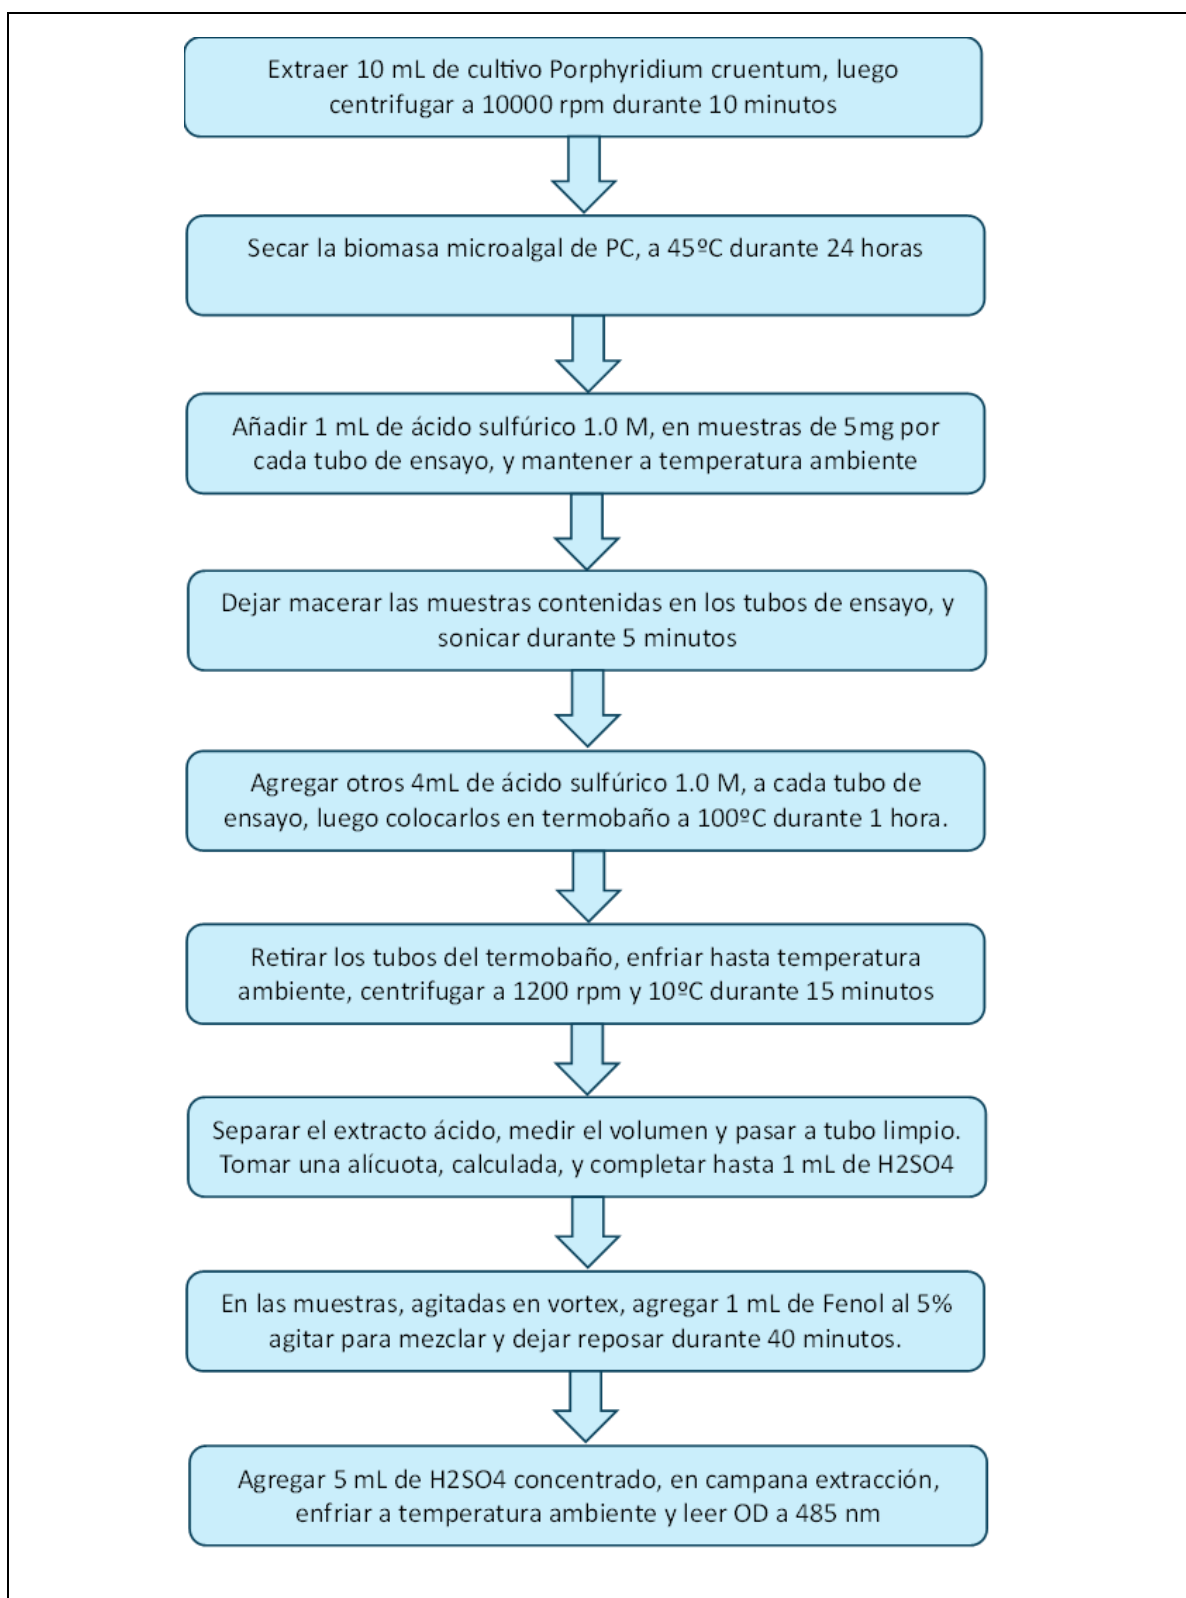 Extraer 10 mL de cultivo Porphyridium cruentum, luego
centrifugar a 10000 rpm durante 10 minutos
Secar la biomasa microalgal de PC, a 45ºC durante 24 horas
Añadir 1 mL de ácido sulfúrico 1.0 M, en muestras de 5mg por
cada tubo de ensayo, y mantener a temperatura ambiente
Dejar macerar las muestras contenidas en los tubos de ensayo, y
sonicar durante 5 minutos
Agregar otros 4mL de ácido sulfúrico 1.0 M, a cada tubo de
ensayo, luego colocarlos en termobaño a 100ºC durante 1 hora.
Retirar los tubos del termobaño, enfriar hasta temperatura
ambiente, centrifugar a 1200 rpm y 10ºC durante 15 minutos
Separar el extracto ácido, medir el volumen y pasar a tubo limpio.
Tomar una alícuota, calculada, y completar hasta 1 mL de H2SO4
En las muestras, agitadas en vortex, agregar 1 mL de Fenol al 5%
agitar para mezclar y dejar reposar durante 40 minutos.
Agregar 5 mL de H2SO4 concentrado, en campana extracción,
enfriar a temperatura ambiente y leer OD a 485 nm